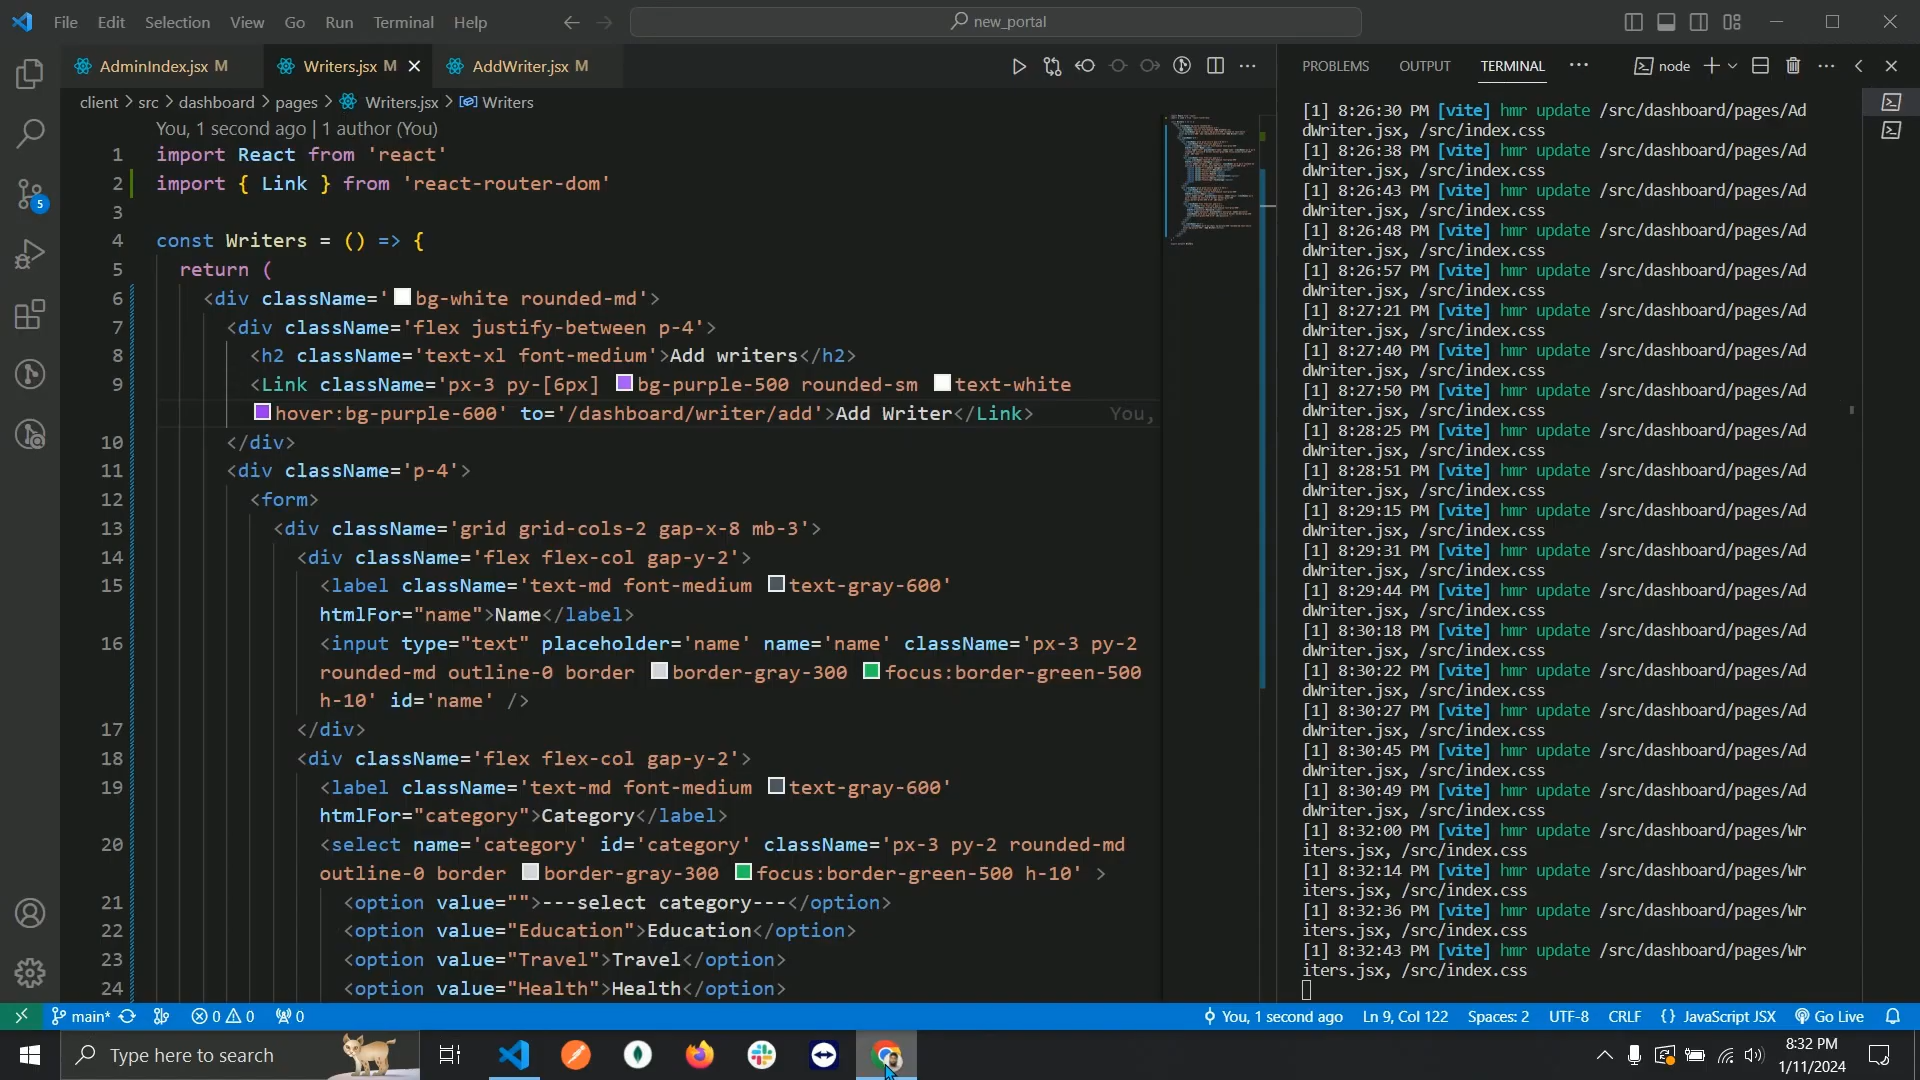 File Edit Selection View Go Run Terminal Help
new_portal
AdminIndex.jsx M
Writers.jsx M
AddWriter.jsx M
PROBLEMS OUTPUT TERMINAL
node
client > src > dashboard > pages > Writers.jsx > Writers
You, 1 second ago | 1 author (You)
1 import React from 'react'
2 import { Link } from 'react-router-dom'
3
4 const Writers = () => {
5 return (
6 <div className='bg-white rounded-md'>
7 <div className='flex justify-between p-4'>
8 <h2 className='text-xl font-medium'>Add writers</h2>
9 <Link className='px-3 py-[6px] bg-purple-500 rounded-sm text-white
hover:bg-purple-600' to='/dashboard/writer/add'>Add Writer</Link> You,
10 </div>
11 <div className='p-4'>
12 <form>
13 <div className='grid grid-cols-2 gap-x-8 mb-3'>
14 <div className='flex flex-col gap-y-2'>
15 <label className='text-md font-medium text-gray-600'
htmlFor="name">Name</label>
16 <input type="text" placeholder='name' name='name' className='px-3 py-2
rounded-md outline-0 border border-gray-300 focus:border-green-500
h-10' id='name' />
17 </div>
18 <div className='flex flex-col gap-y-2'>
19 <label className='text-md font-medium text-gray-600'
htmlFor="category">Category</label>
20 <select name='category' id='category' className='px-3 py-2 rounded-md
outline-0 border border-gray-300 focus:border-green-500 h-10' >
21 <option value="">---select category---</option>
22 <option value="Education">Education</option>
23 <option value="Travel">Travel</option>
24 <option value="Health">Health</option>
[1] 8:26:30 PM [vite] hmr update /src/dashboard/pages/Ad
dWriter.jsx, /src/index.css
[1] 8:26:38 PM [vite] hmr update /src/dashboard/pages/Ad
dWriter.jsx, /src/index.css
[1] 8:26:43 PM [vite] hmr update /src/dashboard/pages/Ad
dWriter.jsx, /src/index.css
[1] 8:26:48 PM [vite] hmr update /src/dashboard/pages/Ad
dWriter.jsx, /src/index.css
[1] 8:26:57 PM [vite] hmr update /src/dashboard/pages/Ad
dWriter.jsx, /src/index.css
[1] 8:27:21 PM [vite] hmr update /src/dashboard/pages/Ad
dWriter.jsx, /src/index.css
[1] 8:27:40 PM [vite] hmr update /src/dashboard/pages/Ad
dWriter.jsx, /src/index.css
[1] 8:27:50 PM [vite] hmr update /src/dashboard/pages/Ad
dWriter.jsx, /src/index.css
[1] 8:28:25 PM [vite] hmr update /src/dashboard/pages/Ad
dWriter.jsx, /src/index.css
[1] 8:28:51 PM [vite] hmr update /src/dashboard/pages/Ad
dWriter.jsx, /src/index.css
[1] 8:29:15 PM [vite] hmr update /src/dashboard/pages/Ad
dWriter.jsx, /src/index.css
[1] 8:29:31 PM [vite] hmr update /src/dashboard/pages/Ad
dWriter.jsx, /src/index.css
[1] 8:29:44 PM [vite] hmr update /src/dashboard/pages/Ad
dWriter.jsx, /src/index.css
[1] 8:30:18 PM [vite] hmr update /src/dashboard/pages/Ad
dWriter.jsx, /src/index.css
[1] 8:30:22 PM [vite] hmr update /src/dashboard/pages/Ad
dWriter.jsx, /src/index.css
[1] 8:30:27 PM [vite] hmr update /src/dashboard/pages/Ad
dWriter.jsx, /src/index.css
[1] 8:30:45 PM [vite] hmr update /src/dashboard/pages/Ad
dWriter.jsx, /src/index.css
[1] 8:30:49 PM [vite] hmr update /src/dashboard/pages/Ad
dWriter.jsx, /src/index.css
[1] 8:32:00 PM [vite] hmr update /src/dashboard/pages/Wr
iters.jsx, /src/index.css
[1] 8:32:14 PM [vite] hmr update /src/dashboard/pages/Wr
iters.jsx, /src/index.css
[1] 8:32:36 PM [vite] hmr update /src/dashboard/pages/Wr
iters.jsx, /src/index.css
[1] 8:32:43 PM [vite] hmr update /src/dashboard/pages/Wr
iters.jsx, /src/index.css
5
main* 0 0 0 You, 1 second ago Ln 9, Col 122 Spaces: 2 UTF-8 CRLF {} JavaScript JSX Go Live
Type here to search
8:32 PM
1/11/2024